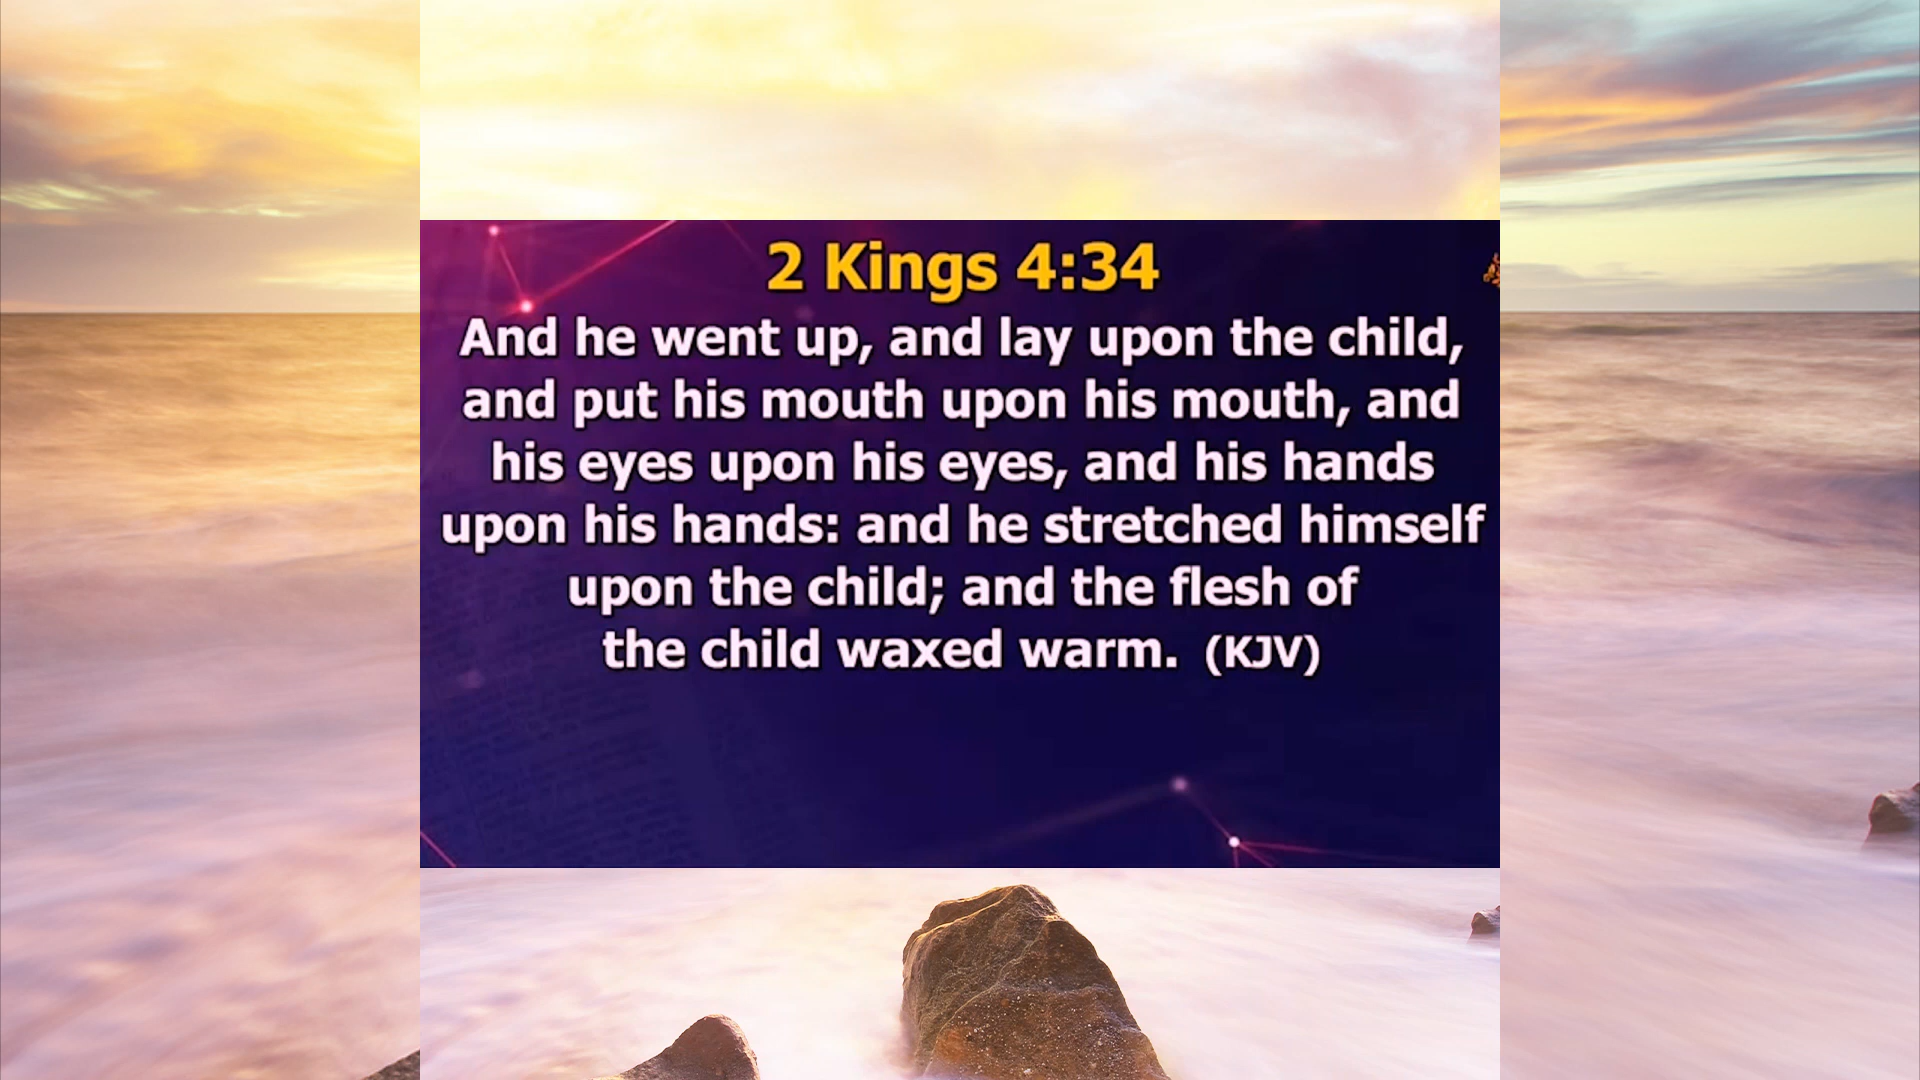 2 Kings 4:34
And he went up, and lay upon the child,
and put his mouth upon his mouth, and
his eyes upon his eyes, and his hands
upon his hands: and he stretched himself
upon the child; and the flesh of
the child waxed warm. (KJV)